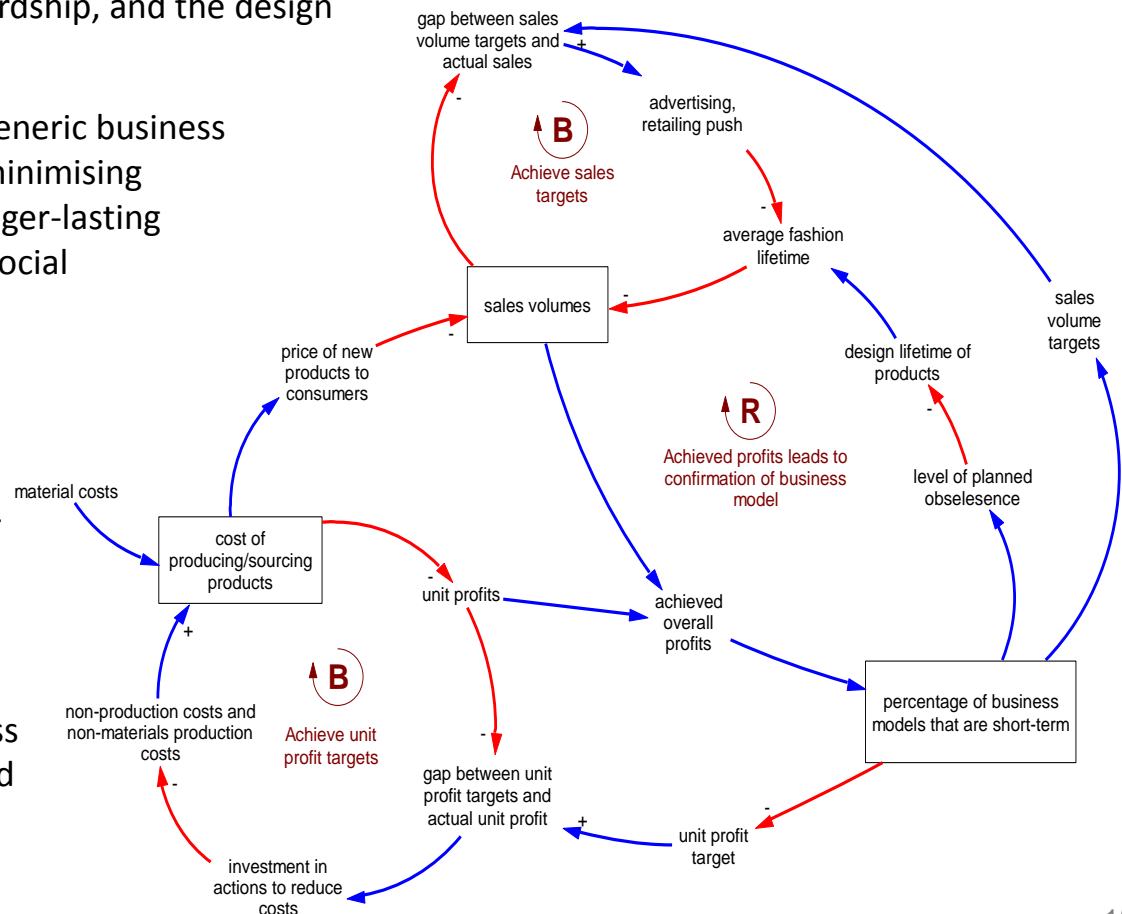 rdship, and the design
eneric business
ninimising
ger-lasting
ocial
ss
d
gap between sales
volume targets and
actual sales
+
-
advertising,
retailing push
B
Achieve sales
targets
-
average fashion
lifetime
sales volumes
-
-
sales
volume
targets
price of new
products to
consumers
design lifetime of
products
-
R
Achieved profits leads to
confirmation of business
model
level of planned
obselesence
material costs
cost of
producing/sourcing
products
-
unit profits
achieved
overall
profits
+
B
Achieve unit
profit targets
non-production costs and
non-materials production
costs
-
percentage of business
models that are short-term
-
gap between unit
profit targets and
actual unit profit
+
-
unit profit
target
investment in
actions to reduce
costs